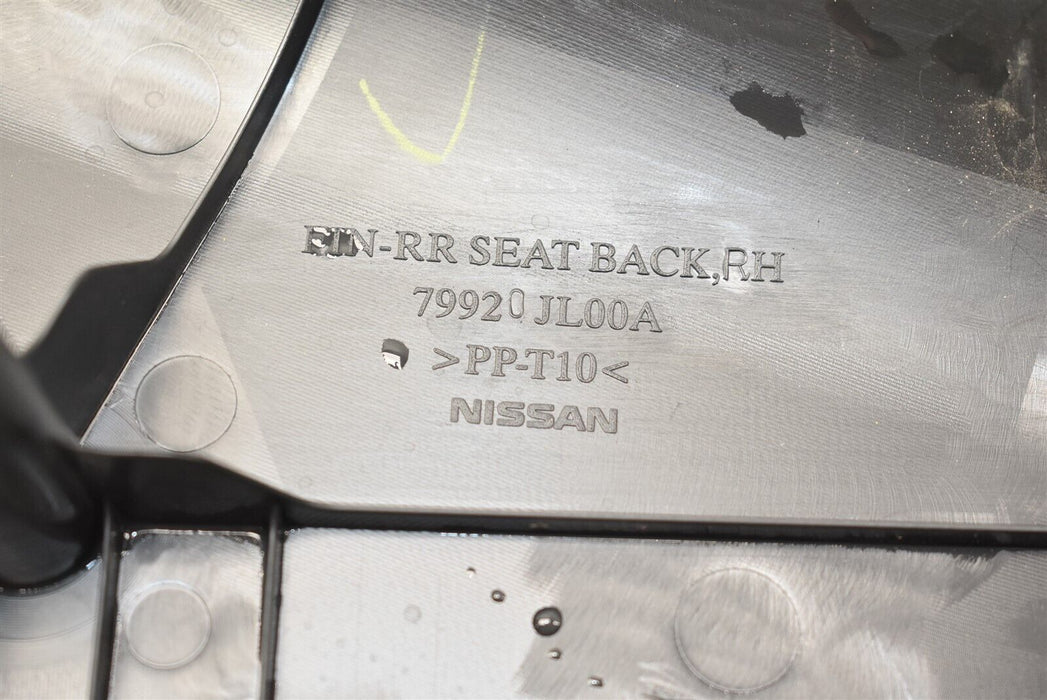 FIN-RR SEAT BACK,RH
79920 JL00A
>PP-T10<
NISSAN